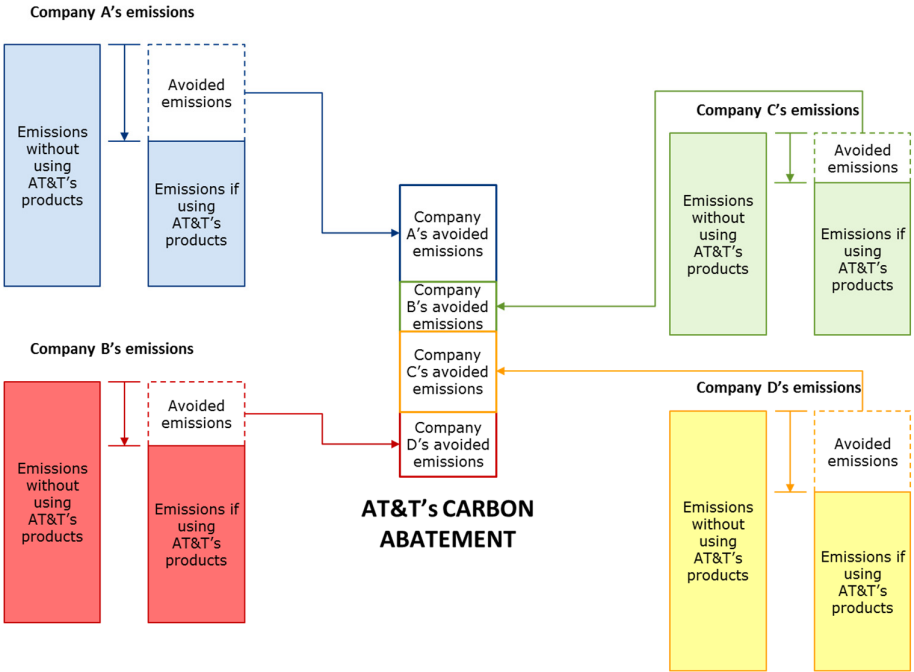 Company A’s emissions
Emissions
without
using
AT&T’s
products
Avoided
emissions
Emissions if
using
AT&T’s
products
Company B’s emissions
Emissions
without
using
AT&T’s
products
Avoided
emissions
Emissions if
using
AT&T’s
products
Company
A’s avoided
emissions
Company
B’s avoided
emissions
Company
C’s avoided
emissions
Company
D’s avoided
emissions
AT&T’s CARBON
ABATEMENT
Company C’s emissions
Emissions
without
using
AT&T’s
products
Avoided
emissions
Emissions if
using
AT&T’s
products
Company D’s emissions
Emissions
without
using
AT&T’s
products
Avoided
emissions
Emissions if
using
AT&T’s
products